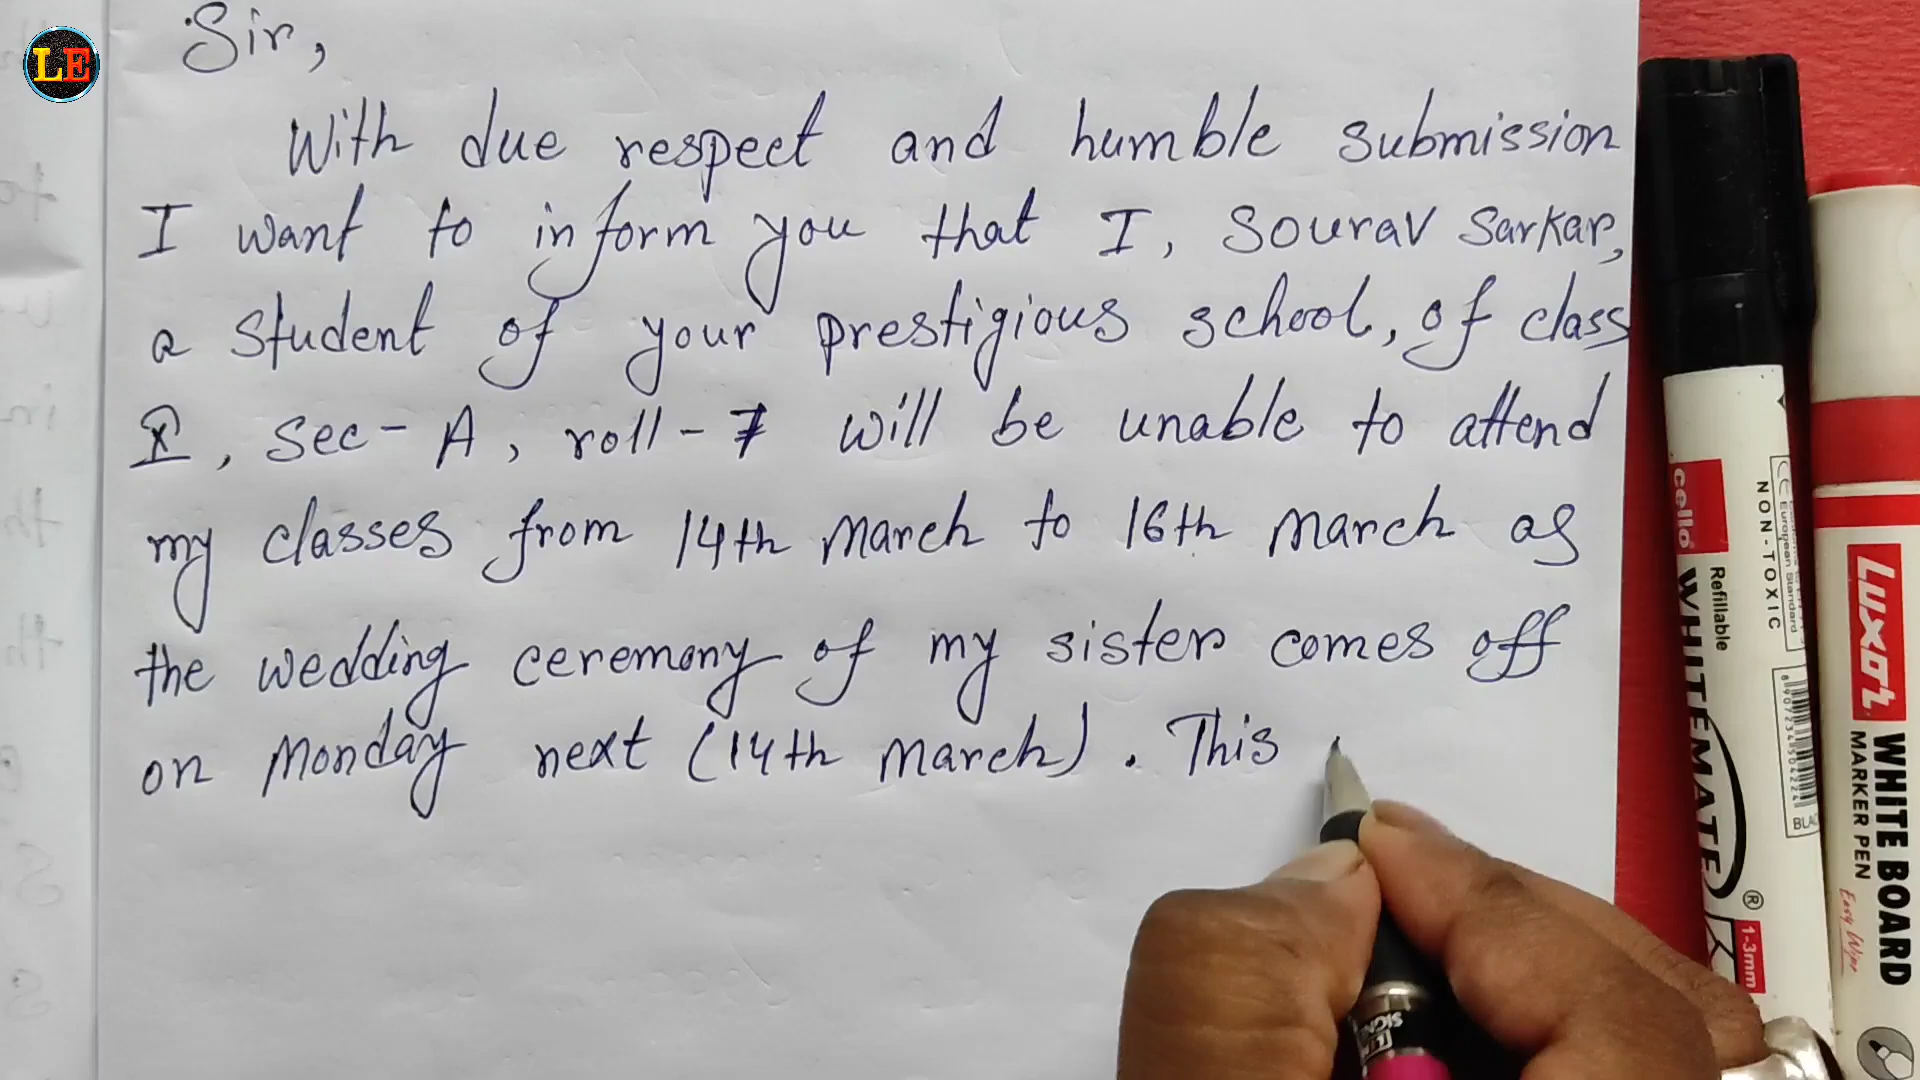 LE
Sir,
With due respect and humble submission
I want to inform you that I, Sourav Sarkar,
a student of your prestigious school, of class
X, Sec-A, roll-7 will be unable to attend
my classes from 14th March to 16th March as
the wedding ceremony of my sister comes off
on Monday next (14th March). This
cello
NON-TOXIC
Refillable
WHITEMATE
1-3mm
LUXOR
WHITE BOARD
MARKER PEN
Easy Wipe